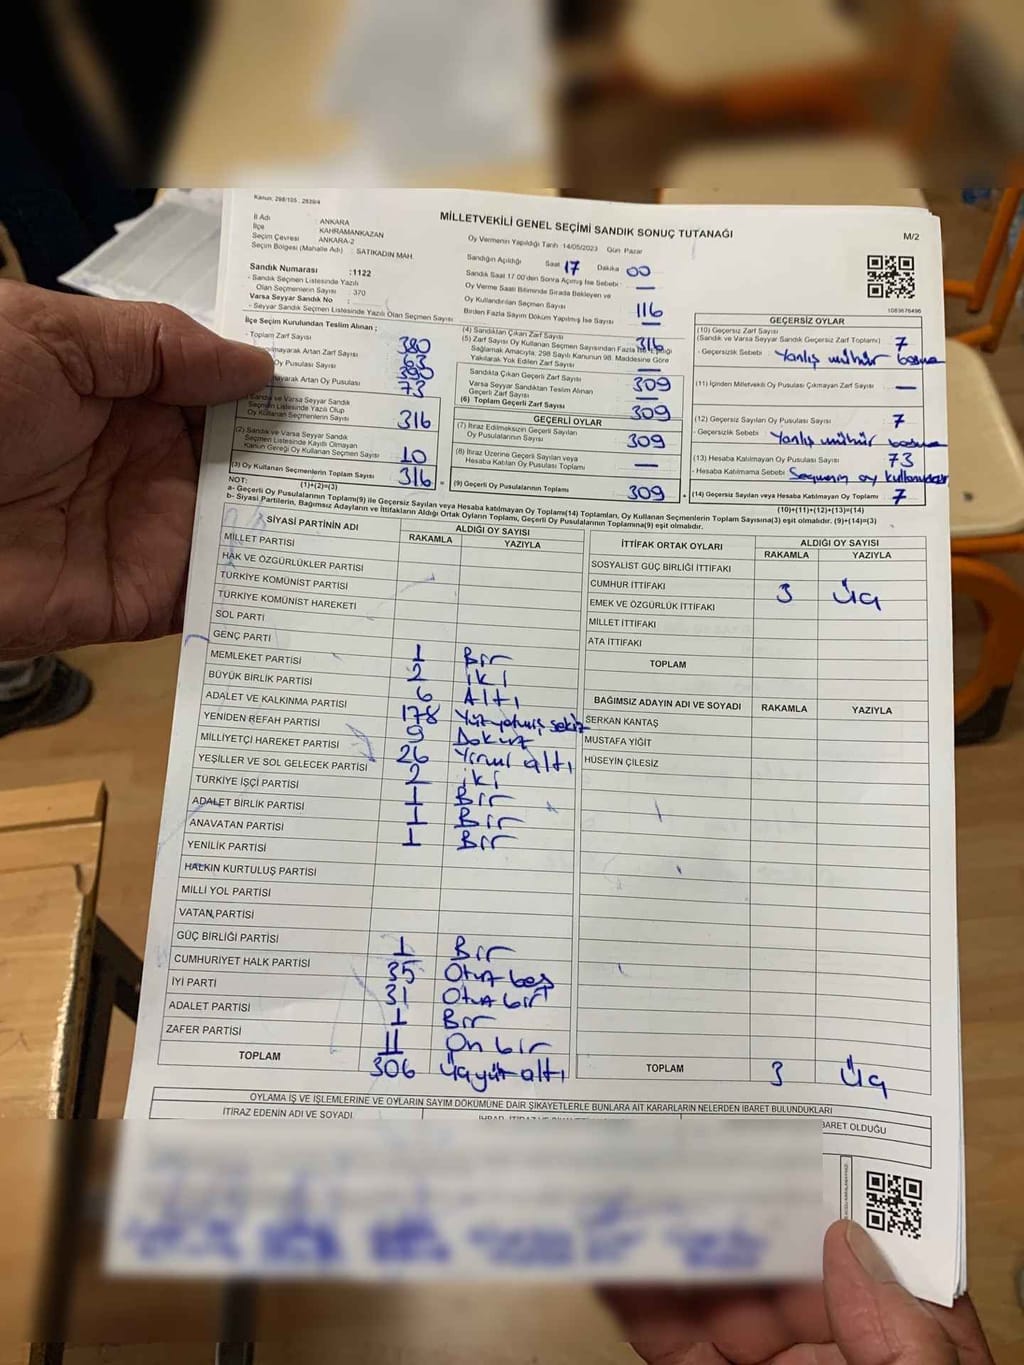 Kanun: 298/105 , 2839/4
MİLLETVEKİLİ GENEL SEÇİMİ SANDIK SONUÇ TUTANAĞI
M/2
İl Adı : ANKARA
İlçe : KAHRAMANKAZAN
Seçim Çevresi : ANKARA-2
Seçim Bölgesi (Mahalle Adı) : SATIKADIN MAH.
Oy Vermenin Yapıldığı Tarih :14/05/2023 Gün Pazar
Sandığın Açıldığı Saat 17 Dakika 00
Sandık Saat 17:00'den Sonra Açılmış İse Sebebi : —
Oy Verme Saati Bitiminde Sırada Bekleyen ve
Oy Kullandırılan Seçmen Sayısı 116
Birden Fazla Sayım Döküm Yapılmış İse Sayısı —
Sandık Numarası :1122
- Sandık Seçmen Listesinde Yazılı
Olan Seçmenlerin Sayısı : 370
Varsa Seyyar Sandık No :
- Seyyar Sandık Seçmen Listesinde Yazılı Olan Seçmen Sayısı
1083676496
İlçe Seçim Kurulundan Teslim Alınan ;
- Toplam Zarf Sayısı 380
Artan Zarf Sayısı 63
Oy Pusulası Sayısı
Artan Oy Pusulası 73
Sandık ve Varsa Seyyar Sandık
Seçmen Listesinde Yazılı Olup
Oy Kullanan Seçmenlerin Sayısı 316
(2) Sandık ve Varsa Seyyar Sandık
Seçmen Listesinde Kaydı Olmayan
Kanun Gereği Oy Kullanan Seçmen Sayısı 10
(3) Oy Kullanan Seçmenlerin Toplam Sayısı 316
(1)+(2)=(3)
(4) Sandıktan Çıkan Zarf Sayısı 316
(5) Zarf Sayısı Oy Kullanan Seçmen Sayısından Fazla İse
Sağlamak Amacıyla, 298 Sayılı Kanunun 98. Maddesine Göre
Yakılarak Yok Edilen Zarf Sayısı —
Sandıkta Çıkan Geçerli Zarf Sayısı 309
Varsa Seyyar Sandıktan Teslim Alınan
Geçerli Zarf Sayısı —
(6) Toplam Geçerli Zarf Sayısı 309
GEÇERLİ OYLAR
(7) İtiraz Edilmeksizin Geçerli Sayılan
Oy Pusulalarının Sayısı 309
(8) İtiraz Üzerine Geçerli Sayılan veya
Hesaba Katılan Oy Pusulası Toplamı —
(9) Geçerli Oy Pusulalarının Toplamı 309
GEÇERSİZ OYLAR
(10) Geçersiz Zarf Sayısı
(Sandık ve Varsa Seyyar Sandık Geçersiz Zarf Toplamı) 7
- Geçersizlik Sebebi : Yanlış mühür basma
(11) İçinden Milletvekili Oy Pusulası Çıkmayan Zarf Sayısı —
(12) Geçersiz Sayılan Oy Pusulası Sayısı 7
- Geçersizlik Sebebi : Yanlış mühür basma
(13) Hesaba Katılmayan Oy Pusulası Sayısı 73
- Hesaba Katılmama Sebebi
(14) Geçersiz Sayılan veya Hesaba Katılmayan Oy Toplamı 7
(10)+(11)+(12)+(13)=(14)
NOT:
a- Geçerli Oy Pusulalarının Toplamı(9) ile Geçersiz Sayılan veya Hesaba katılmayan Oy Toplamı(14) Toplamları, Oy Kullanan Seçmenlerin Toplam Sayısına(3) eşit olmalıdır. (9)+(14)=(3)
b- Siyasi Partilerin, Bağımsız Adayların ve İttifakların Aldığı Ortak Oyların Toplamı, Geçerli Oy Pusulalarının Toplamına(9) eşit olmalıdır.
SİYASİ PARTİNİN ADI ALDIĞI OY SAYISI
RAKAMLA YAZIYLA
MİLLET PARTİSİ
HAK VE ÖZGÜRLÜKLER PARTİSİ
TÜRKİYE KOMÜNİST PARTİSİ
TÜRKİYE KOMÜNİST HAREKETİ
SOL PARTİ
GENÇ PARTİ
MEMLEKET PARTİSİ 1 Bir
BÜYÜK BİRLİK PARTİSİ 2 iki
ADALET VE KALKINMA PARTİSİ 6 Altı
YENİDEN REFAH PARTİSİ 178 Yüzyetmiş sekiz
MİLLİYETÇİ HAREKET PARTİSİ 9 Dokuz
YEŞİLLER VE SOL GELECEK PARTİSİ 26 Yirmi altı
TÜRKİYE İŞÇİ PARTİSİ 2 iki
ADALET BİRLİK PARTİSİ 1 Bir
ANAVATAN PARTİSİ 1 Bir
YENİLİK PARTİSİ 1 Bir
HALKIN KURTULUŞ PARTİSİ
MİLLİ YOL PARTİSİ
VATAN PARTİSİ
GÜÇ BİRLİĞİ PARTİSİ 1 Bir
CUMHURİYET HALK PARTİSİ 35 Otuz beş
İYİ PARTİ 31 Otuz bir
ADALET PARTİSİ 1 Bir
ZAFER PARTİSİ 11 On bir
TOPLAM 306 Üçyüz altı
İTTİFAK ORTAK OYLARI ALDIĞI OY SAYISI
RAKAMLA YAZIYLA
SOSYALİST GÜÇ BİRLİĞİ İTTİFAKI
CUMHUR İTTİFAKI 3 Üç
EMEK VE ÖZGÜRLÜK İTTİFAKI
MİLLET İTTİFAKI
ATA İTTİFAKI
TOPLAM
BAĞIMSIZ ADAYIN ADI VE SOYADI RAKAMLA YAZIYLA
SERKAN KANTAŞ
MUSTAFA YİĞİT
HÜSEYİN ÇİLESİZ
TOPLAM 3 Üç
OYLAMA İŞ VE İŞLEMLERİNE VE OYLARIN SAYIM DÖKÜMÜNE DAİR ŞİKAYETLERLE BUNLARA AİT KARARLARIN NELERDEN İBARET BULUNDUKLARI
İTİRAZ EDENİN ADI VE SOYADI
BARET OLDUĞU